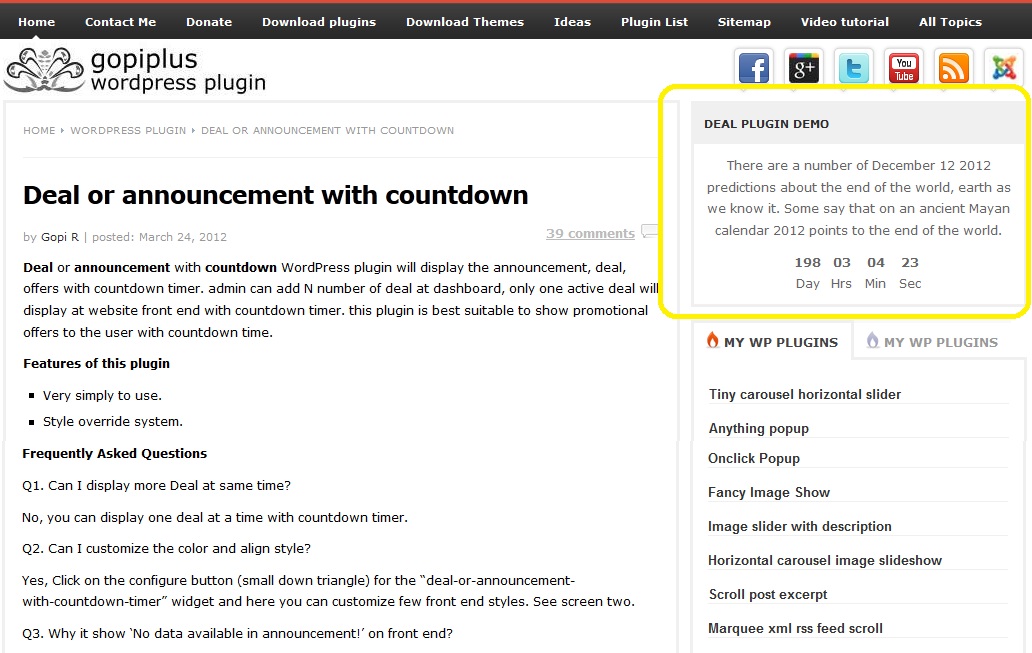 Home Contact Me Donate Download plugins Download Themes Ideas Plugin List Sitemap Video tutorial All Topics
gopiplus
wordpress plugin
f g+ t You Tube
HOME WORDPRESS PLUGIN DEAL OR ANNOUNCEMENT WITH COUNTDOWN
Deal or announcement with countdown
by Gopi R | posted: March 24, 2012
39 comments
Deal or announcement with countdown WordPress plugin will display the announcement, deal,
offers with countdown timer. admin can add N number of deal at dashboard, only one active deal will
display at website front end with countdown timer. this plugin is best suitable to show promotional
offers to the user with countdown time.
Features of this plugin
Very simply to use.
Style override system.
Frequently Asked Questions
Q1. Can I display more Deal at same time?
No, you can display one deal at a time with countdown timer.
Q2. Can I customize the color and align style?
Yes, Click on the configure button (small down triangle) for the “deal-or-announcement-
with-countdown-timer” widget and here you can customize few front end styles. See screen two.
Q3. Why it show ‘No data available in announcement!’ on front end?
DEAL PLUGIN DEMO
There are a number of December 12 2012
predictions about the end of the world, earth as
we know it. Some say that on an ancient Mayan
calendar 2012 points to the end of the world.
198 03 04 23
Day Hrs Min Sec
MY WP PLUGINS MY WP PLUGINS
Tiny carousel horizontal slider
Anything popup
Onclick Popup
Fancy Image Show
Image slider with description
Horizontal carousel image slideshow
Scroll post excerpt
Marquee xml rss feed scroll